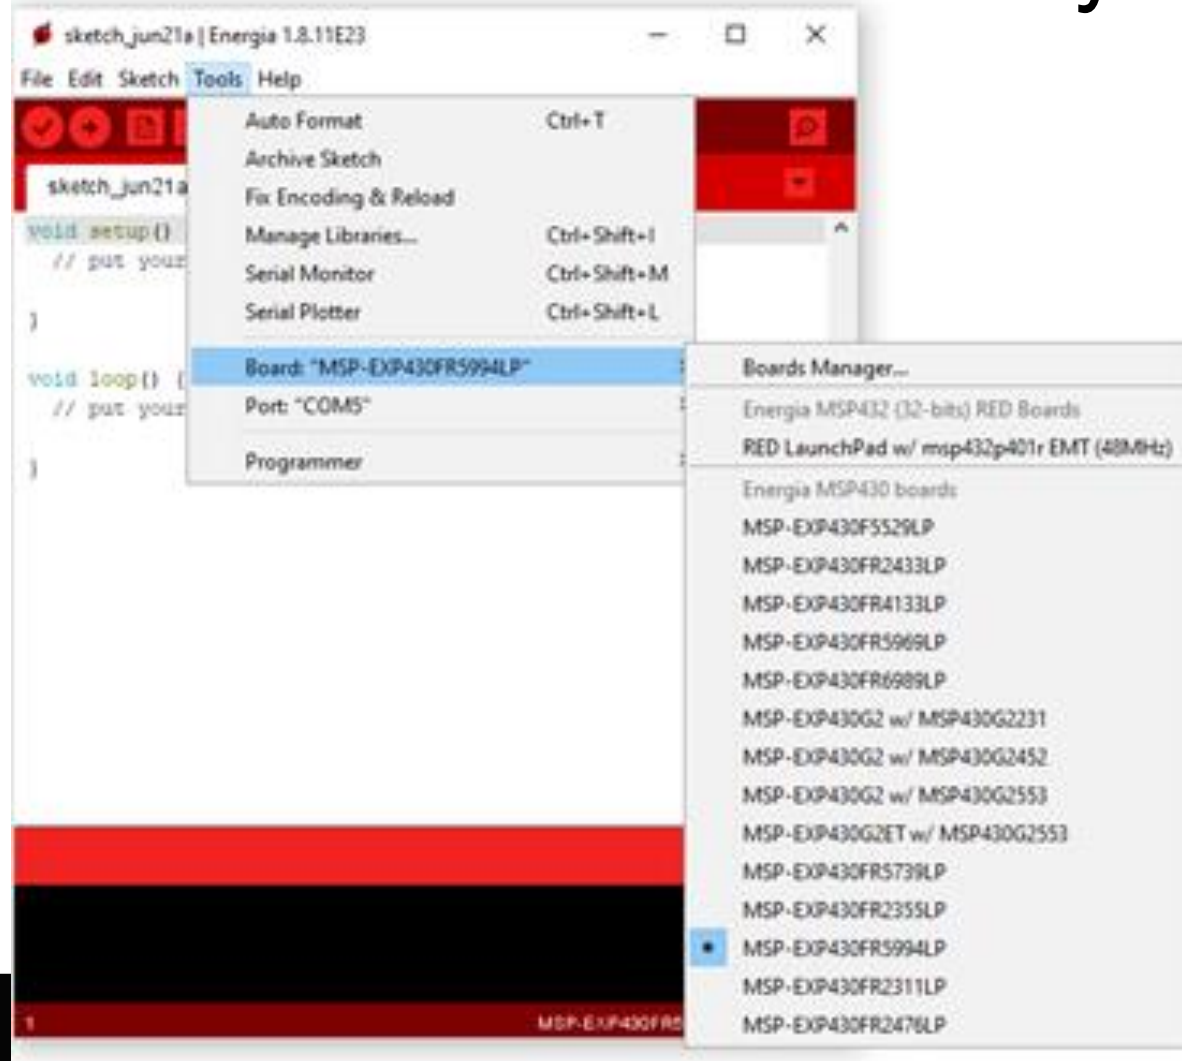 sketch_jun21a | Energia 1.8.11E23
File Edit Sketch Tools Help
Auto Format Ctrl+T
Archive Sketch
sketch_jun21a
Fix Encoding & Reload
void setup()
Manage Libraries... Ctrl+Shift+I
// put your
Serial Monitor Ctrl+Shift+M
Serial Plotter Ctrl+Shift+L
}
Board: "MSP-EXP430FR5994LP"
void loop() {
// put your
Port: "COM5"
Programmer
}
Boards Manager...
Energia MSP432 (32-bits) RED Boards
RED LaunchPad w/ msp432p401r EMT (48MHz)
Energia MSP430 boards
MSP-EXP430F5529LP
MSP-EXP430FR2433LP
MSP-EXP430FR4133LP
MSP-EXP430FR5969LP
MSP-EXP430FR6989LP
MSP-EXP430G2 w/ MSP430G2231
MSP-EXP430G2 w/ MSP430G2452
MSP-EXP430G2 w/ MSP430G2553
MSP-EXP430G2ET w/ MSP430G2553
MSP-EXP430FR5739LP
MSP-EXP430FR2355LP
MSP-EXP430FR5994LP
MSP-EXP430FR2311LP
MSP-EXP430FR2476LP
1 MSP-EXP430FR5